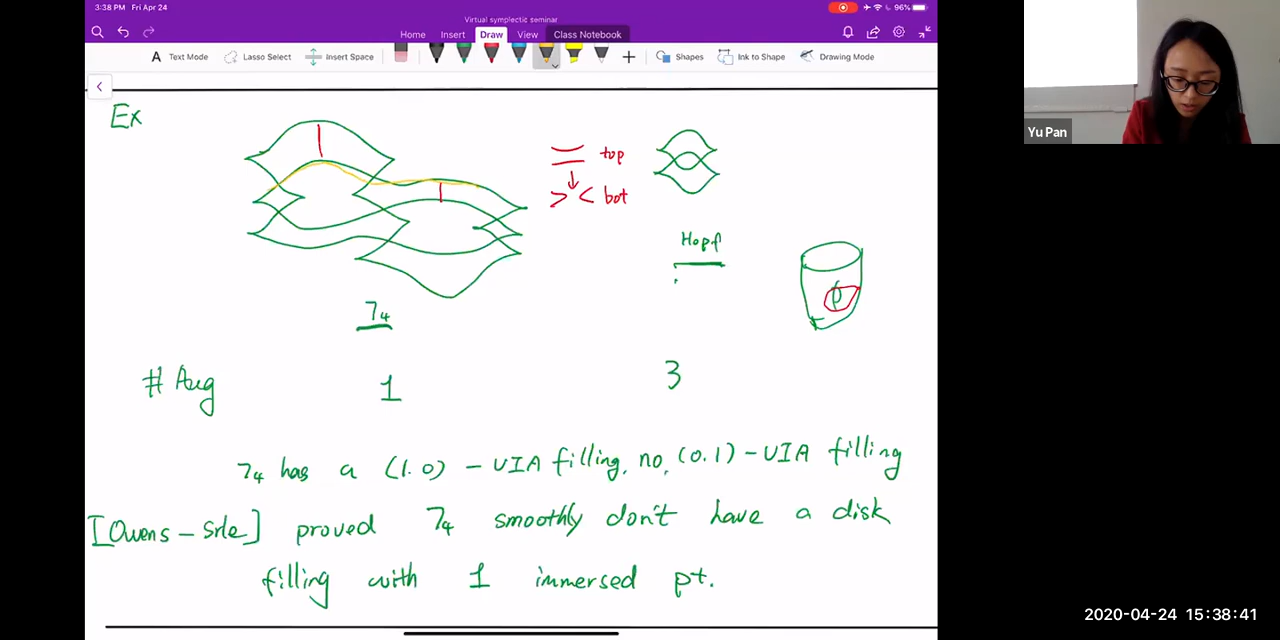 3:38 PM Fri Apr 24
96%
Virtual symplectic seminar
Home Insert Draw View Class Notebook
Text Mode Lasso Select Insert Space Shapes Ink to Shape Drawing Mode
Yu Pan
Ex
top
> < bot
Hopf
7₄
# Aug 1 3
7₄ has a (1.0) - UIA filling, no, (0.1) - UIA filling
[Owens - Srle] proved 7₄ smoothly don't have a disk
filling with 1 immersed pt.
2020-04-24 15:38:41